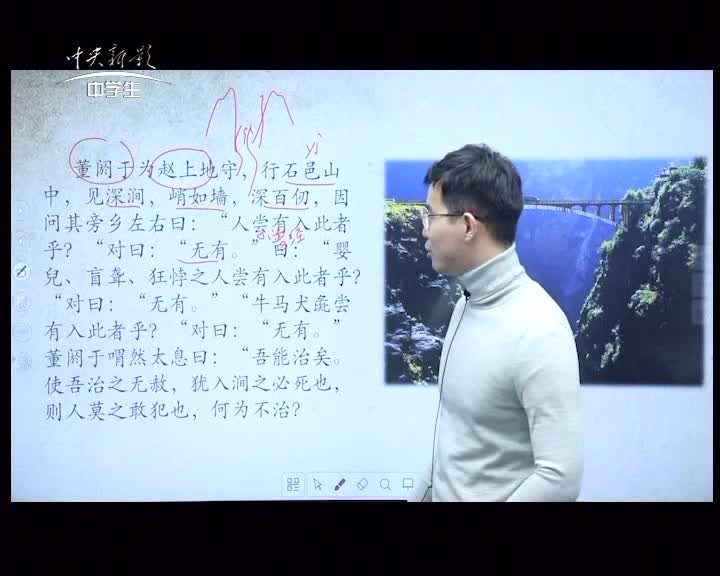 中央新影
中学生
董阏于为赵上地守，行石邑山
中，见深涧，峭如墙，深百仞，因
问其旁乡左右曰：“人尝有入此者
乎？“对曰：“无有。”曰：“婴
兒、盲聋、狂悖之人尝有入此者乎？
“对曰：“无有。”“牛马犬彘尝
有入此者乎？“对曰：“无有。”
董阏于喟然太息曰：“吾能治矣。
使吾治之无赦，犹入涧之必死也，
则人莫之敢犯也，何为不治？